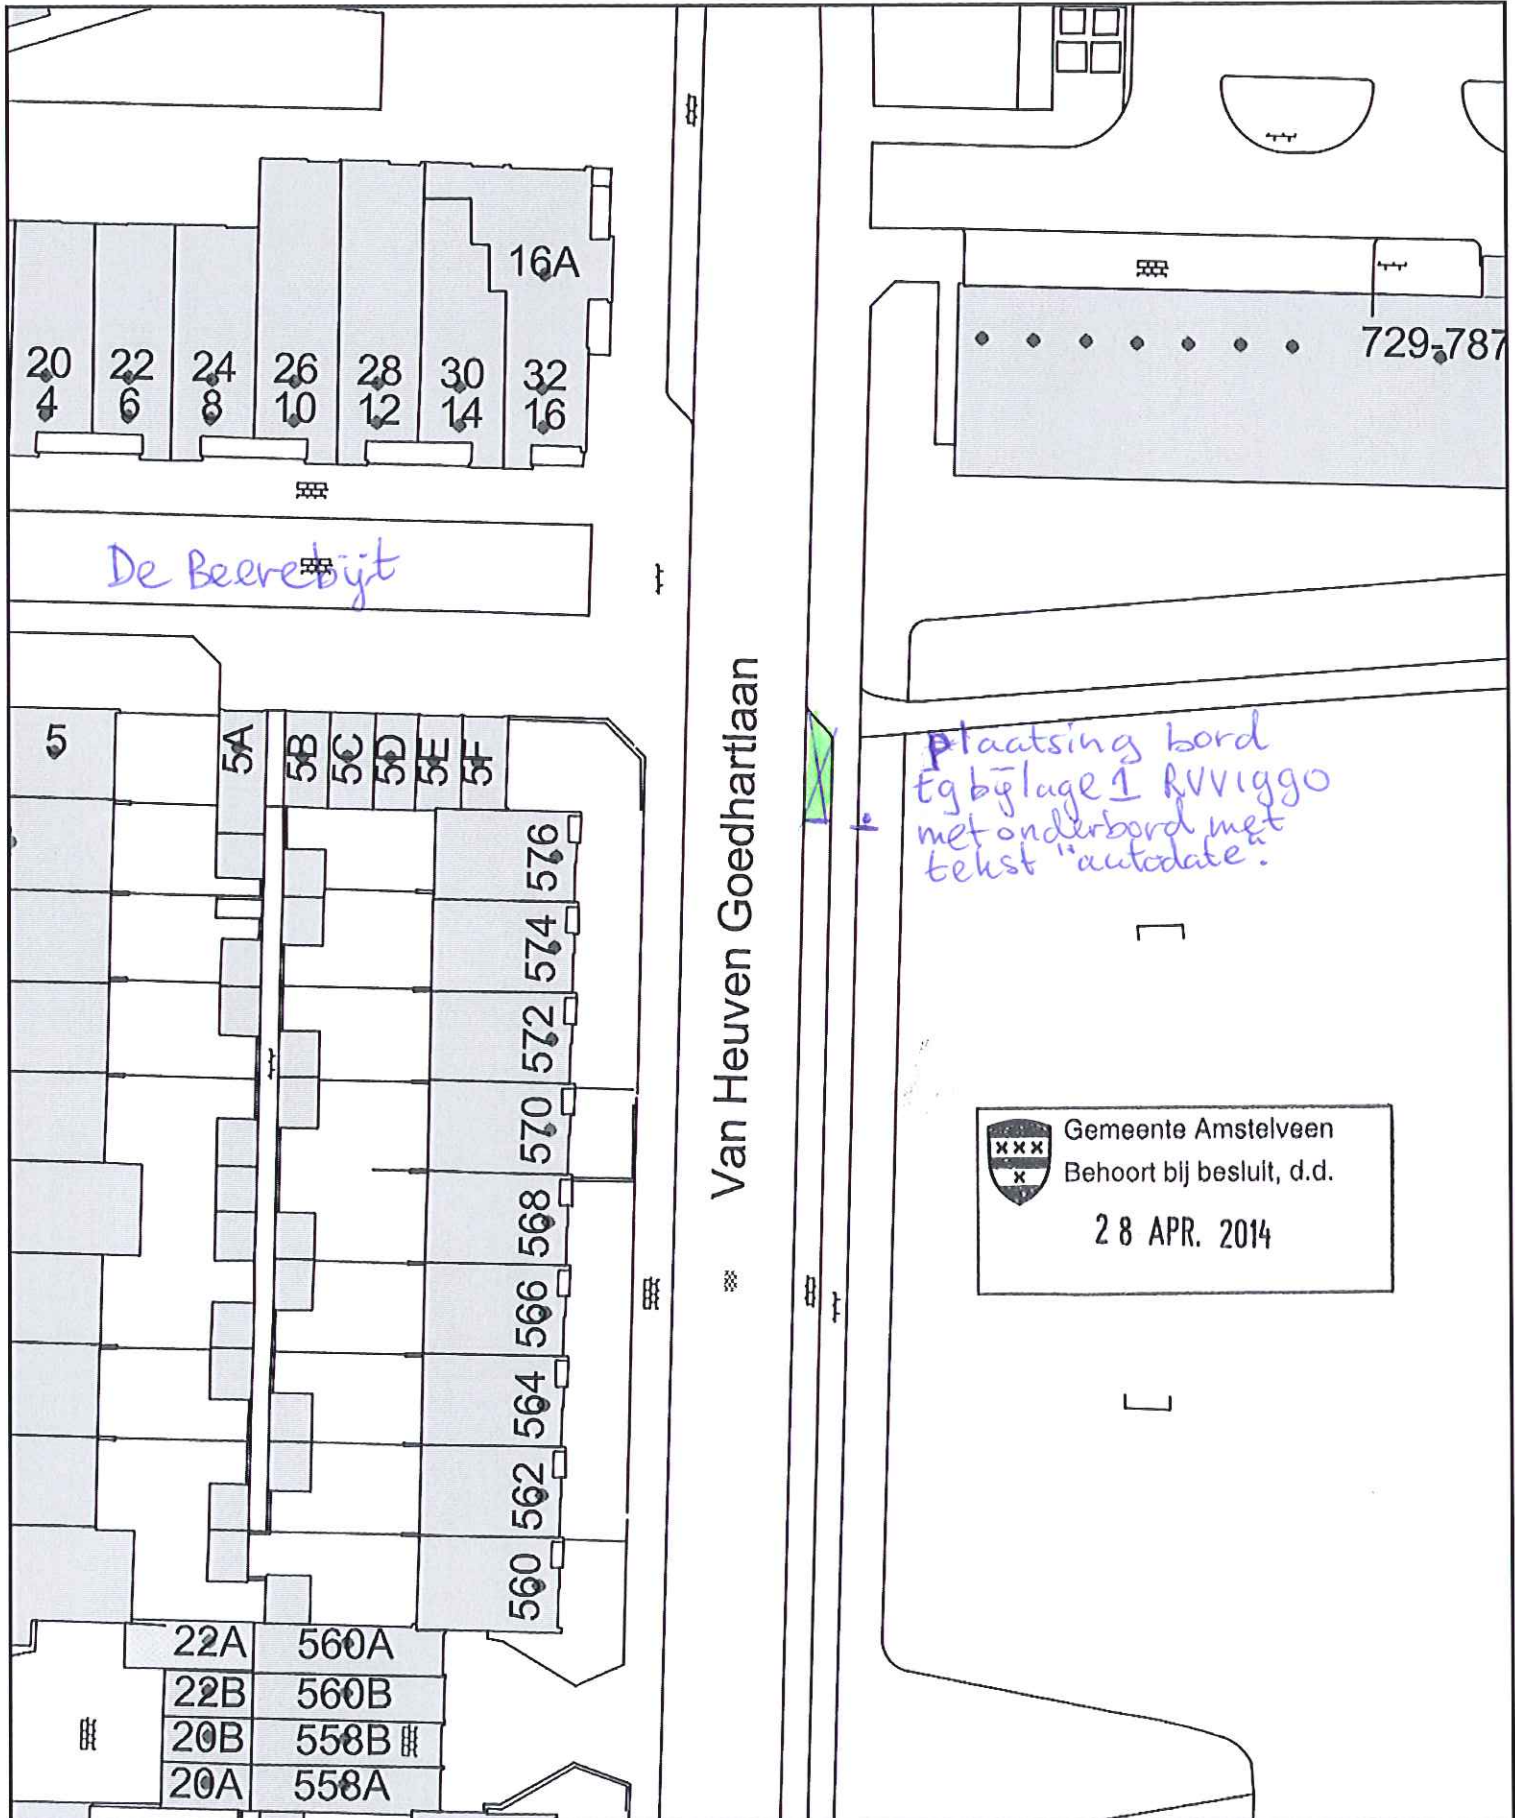 16A
729-787
20
22
24
26
28
30
32
4
6
8
10
12
14
16
De Beerebijt
Van Heuven Goedhartlaan
5
5A
5B
5C
5D
5E
5F
plaatsing bord
tg bijlage 1 RVV1990
met onderbord met
tekst "autodate".
576
574
572
570
568
566
564
562
560
Gemeente Amstelveen
Behoort bij besluit, d.d.
28 APR. 2014
22A
560A
22B
560B
20B
558B
20A
558A